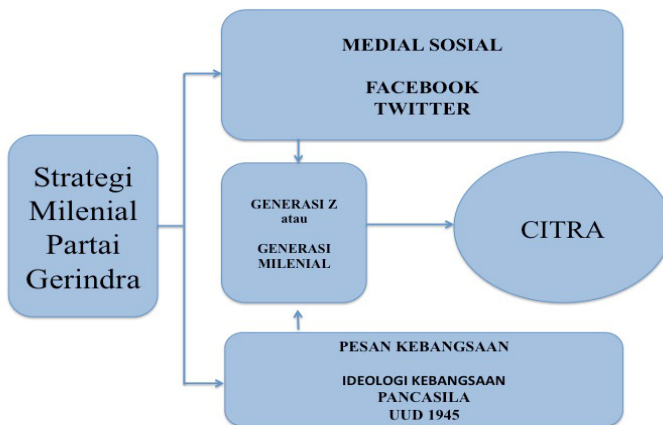 MEDIAL SOSIAL
FACEBOOK
TWITTER
Strategi
Milenial
Partai
Gerindra
GENERASI Z
atau
GENERASI
MILENIAL
CITRA
PESAN KEBANGSAAN
IDEOLOGI KEBANGSAAN
PANCASILA
UUD 1945